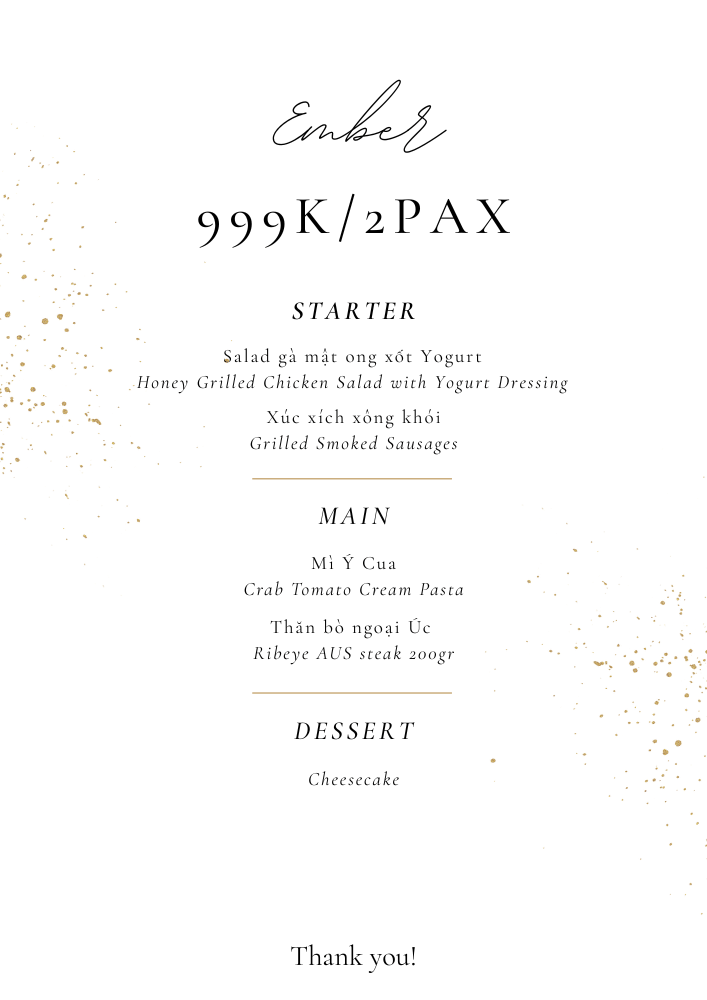 Ember
999K/2PAX
STARTER
Salad gà mật ong xốt Yogurt
Honey Grilled Chicken Salad with Yogurt Dressing
Xúc xích xông khói
Grilled Smoked Sausages
MAIN
Mì Ý Cua
Crab Tomato Cream Pasta
Thăn bò ngoại Úc
Ribeye AUS steak 200gr
DESSERT
Cheesecake
Thank you!